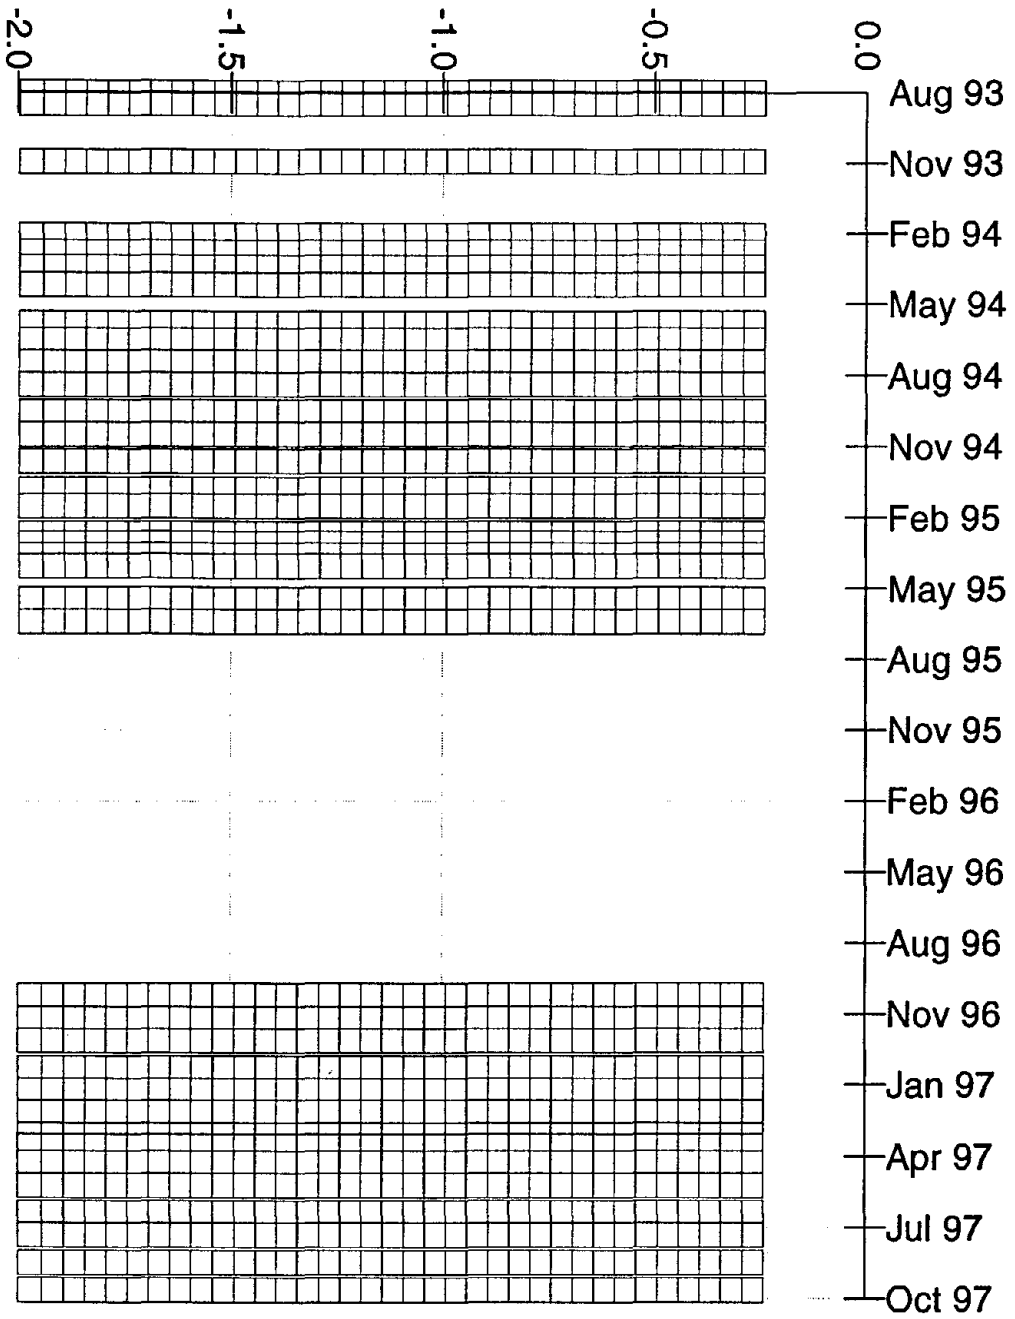 -2.0
-1.5
-1.0
-0.5
0.0
Aug 93
Nov 93
Feb 94
May 94
Aug 94
Nov 94
Feb 95
May 95
Aug 95
Nov 95
Feb 96
May 96
Aug 96
Nov 96
Jan 97
Apr 97
Jul 97
Oct 97